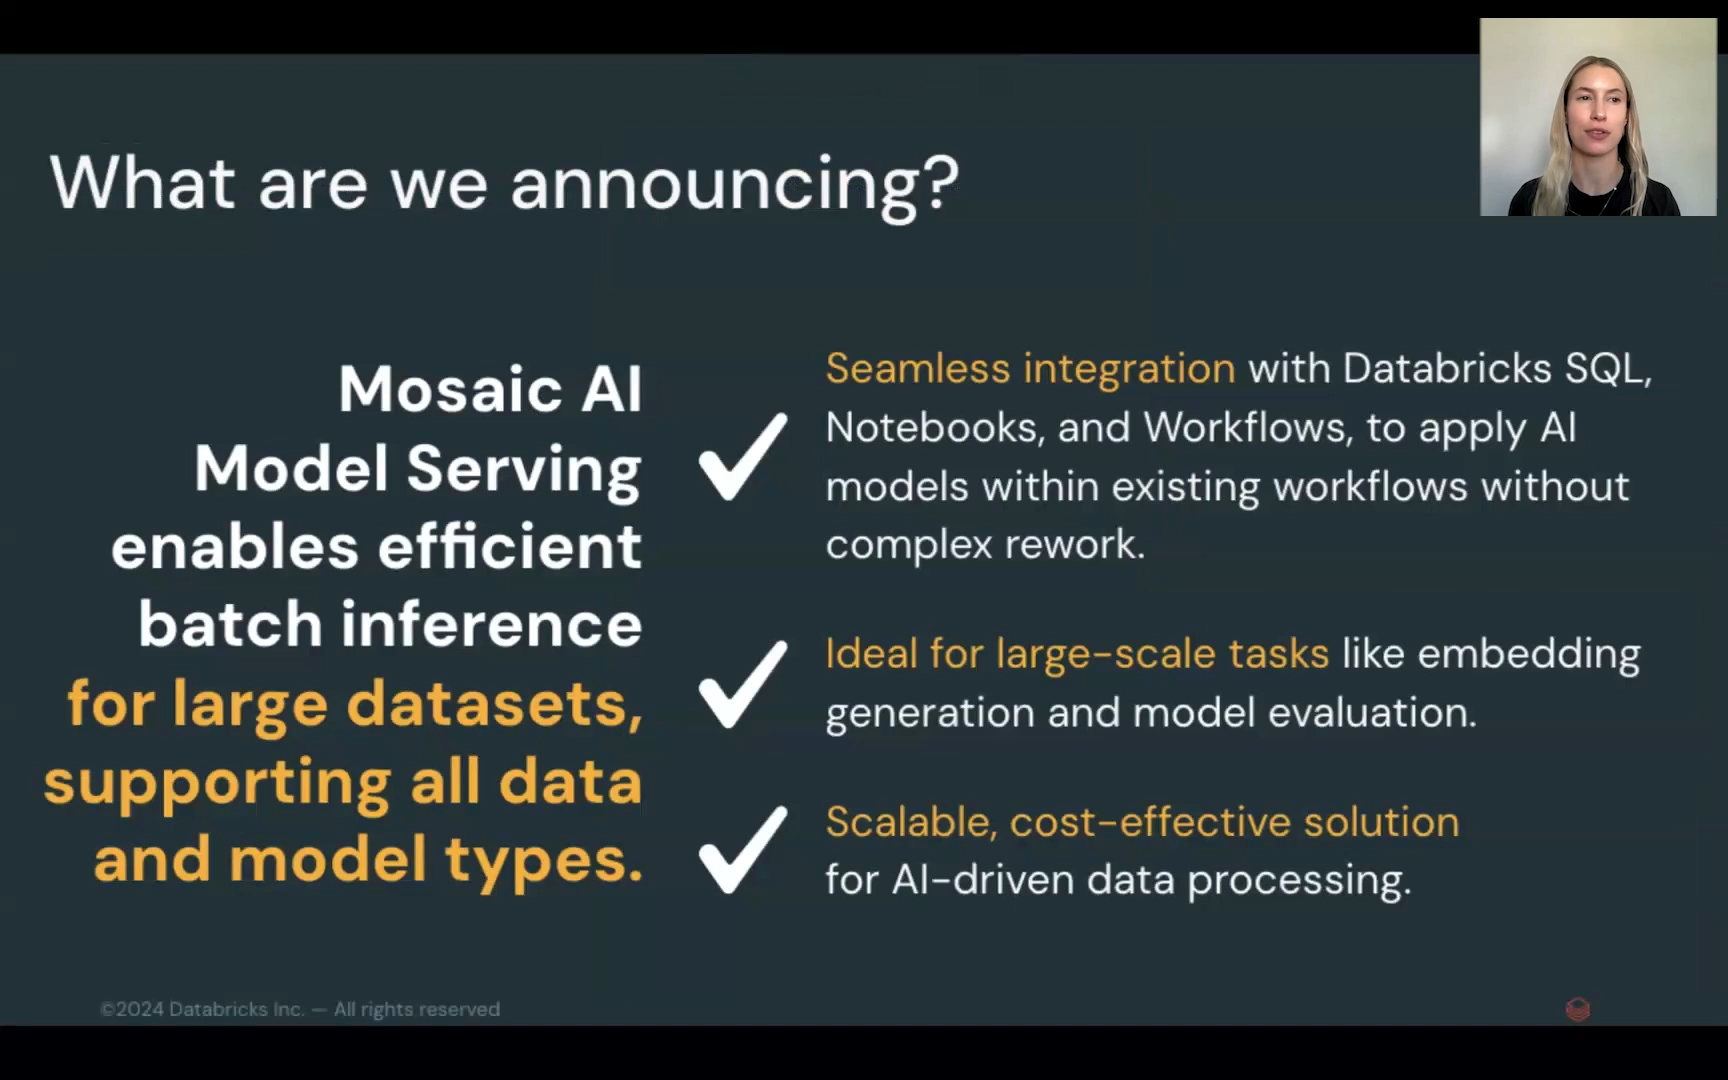 What are we announcing?
Mosaic AI
Model Serving
enables efficient
batch inference
for large datasets,
supporting all data
and model types.
Seamless integration with Databricks SQL,
Notebooks, and Workflows, to apply AI
models within existing workflows without
complex rework.
Ideal for large-scale tasks like embedding
generation and model evaluation.
Scalable, cost-effective solution
for AI-driven data processing.
©2024 Databricks Inc. — All rights reserved